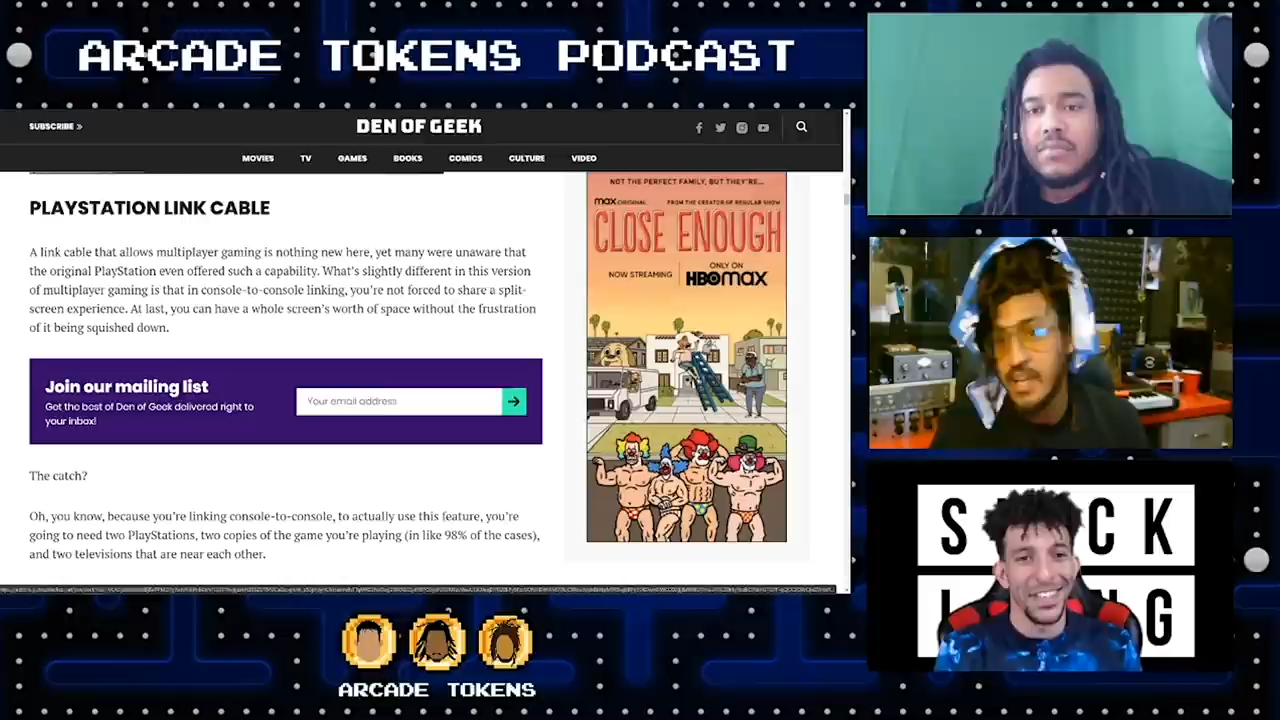 ARCADE TOKENS PODCAST
SUBSCRIBE »
DEN OF GEEK
MOVIES TV GAMES BOOKS COMICS CULTURE VIDEO
PLAYSTATION LINK CABLE
A link cable that allows multiplayer gaming is nothing new here, yet many were unaware that
the original PlayStation even offered such a capability. What's slightly different in this version
of multiplayer gaming is that in console-to-console linking, you're not forced to share a split-
screen experience. At last, you can have a whole screen's worth of space without the frustration
of it being squished down.
Join our mailing list
Get the best of Den of Geek delivered right to
your inbox!
Your email address
The catch?
Oh, you know, because you're linking console-to-console, to actually use this feature, you're
going to need two PlayStations, two copies of the game you're playing (in like 98% of the cases),
and two televisions that are near each other.
NOT THE PERFECT FAMILY, BUT THEY'RE...
max ORIGINAL
FROM THE CREATOR OF REGULAR SHOW
CLOSE ENOUGH
NOW STREAMING
ONLY ON
HBOmax
S CK
G
ARCADE TOKENS